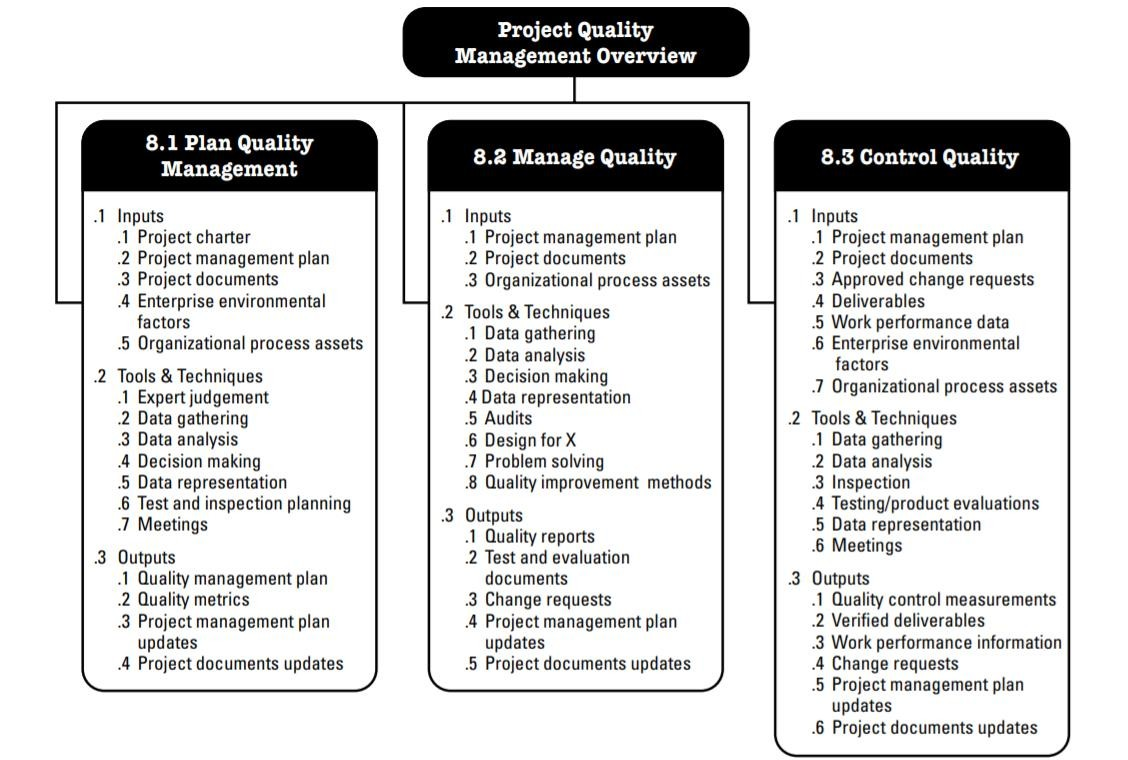 Project Quality
Management Overview
8.1 Plan Quality
Management
.1 Inputs
.1 Project charter
.2 Project management plan
.3 Project documents
.4 Enterprise environmental
factors
.5 Organizational process assets
.2 Tools & Techniques
.1 Expert judgement
.2 Data gathering
.3 Data analysis
.4 Decision making
.5 Data representation
.6 Test and inspection planning
.7 Meetings
.3 Outputs
.1 Quality management plan
.2 Quality metrics
.3 Project management plan
updates
.4 Project documents updates
8.2 Manage Quality
.1 Inputs
.1 Project management plan
.2 Project documents
.3 Organizational process assets
.2 Tools & Techniques
.1 Data gathering
.2 Data analysis
.3 Decision making
.4 Data representation
.5 Audits
.6 Design for X
.7 Problem solving
.8 Quality improvement methods
.3 Outputs
.1 Quality reports
.2 Test and evaluation
documents
.3 Change requests
.4 Project management plan
updates
.5 Project documents updates
8.3 Control Quality
.1 Inputs
.1 Project management plan
.2 Project documents
.3 Approved change requests
.4 Deliverables
.5 Work performance data
.6 Enterprise environmental
factors
.7 Organizational process assets
.2 Tools & Techniques
.1 Data gathering
.2 Data analysis
.3 Inspection
.4 Testing/product evaluations
.5 Data representation
.6 Meetings
.3 Outputs
.1 Quality control measurements
.2 Verified deliverables
.3 Work performance information
.4 Change requests
.5 Project management plan
updates
.6 Project documents updates